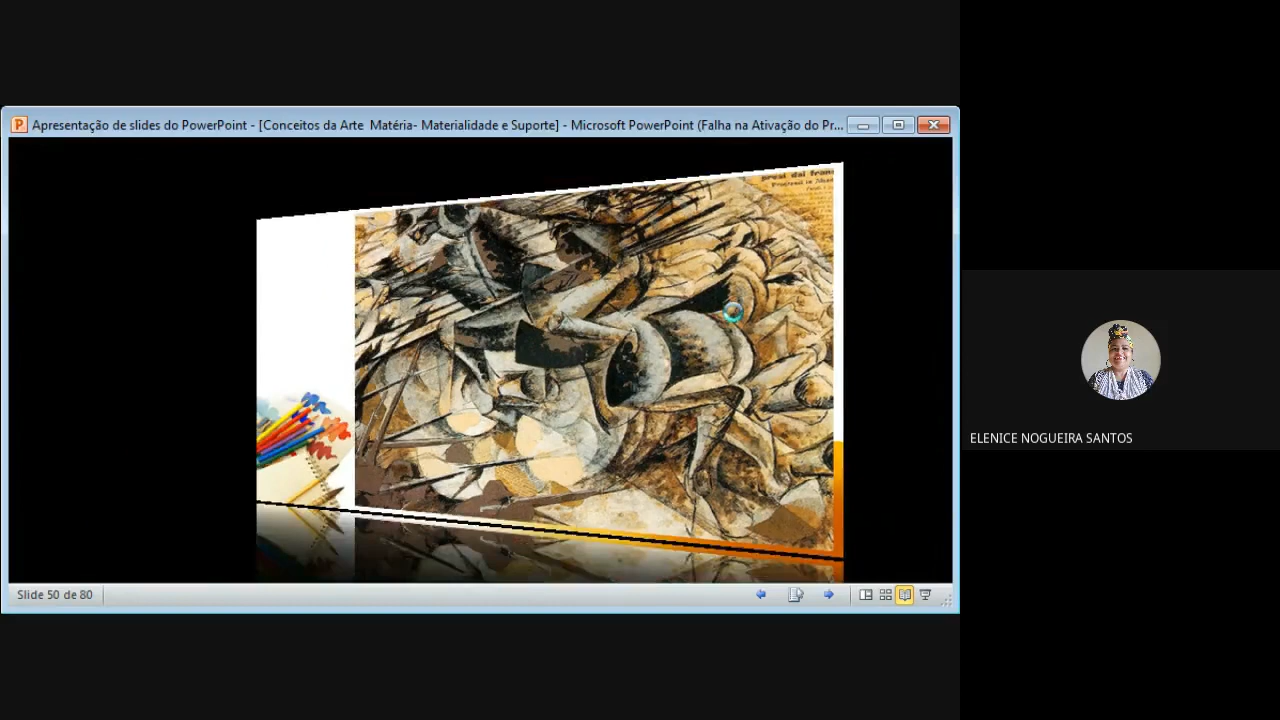 Apresentação de slides do PowerPoint - [Conceitos da Arte Matéria- Materialidade e Suporte] - Microsoft PowerPoint (Falha na Ativação do Pr...
ELENICE NOGUEIRA SANTOS
Slide 50 de 80